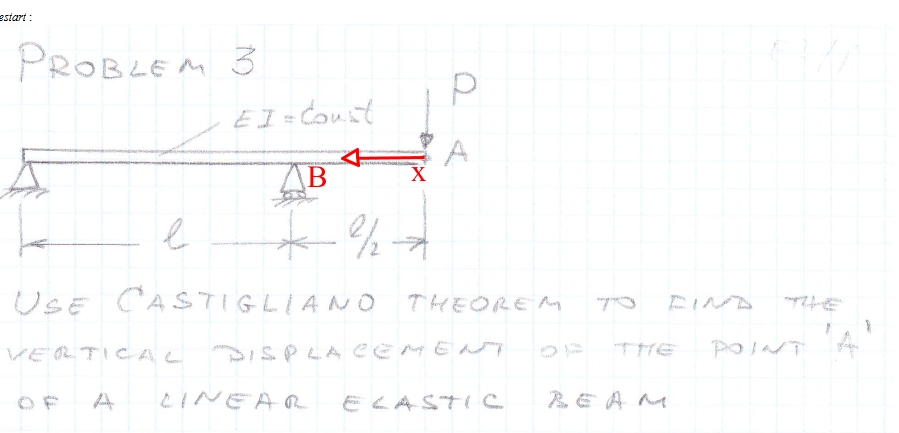 estart :
PROBLEM 3
P
EI = Const
A
B
x
l
l/2
USE CASTIGLIANO THEOREM TO FIND THE
VERTICAL DISPLACEMENT OF THE POINT 'A'
OF A LINEAR ELASTIC BEAM